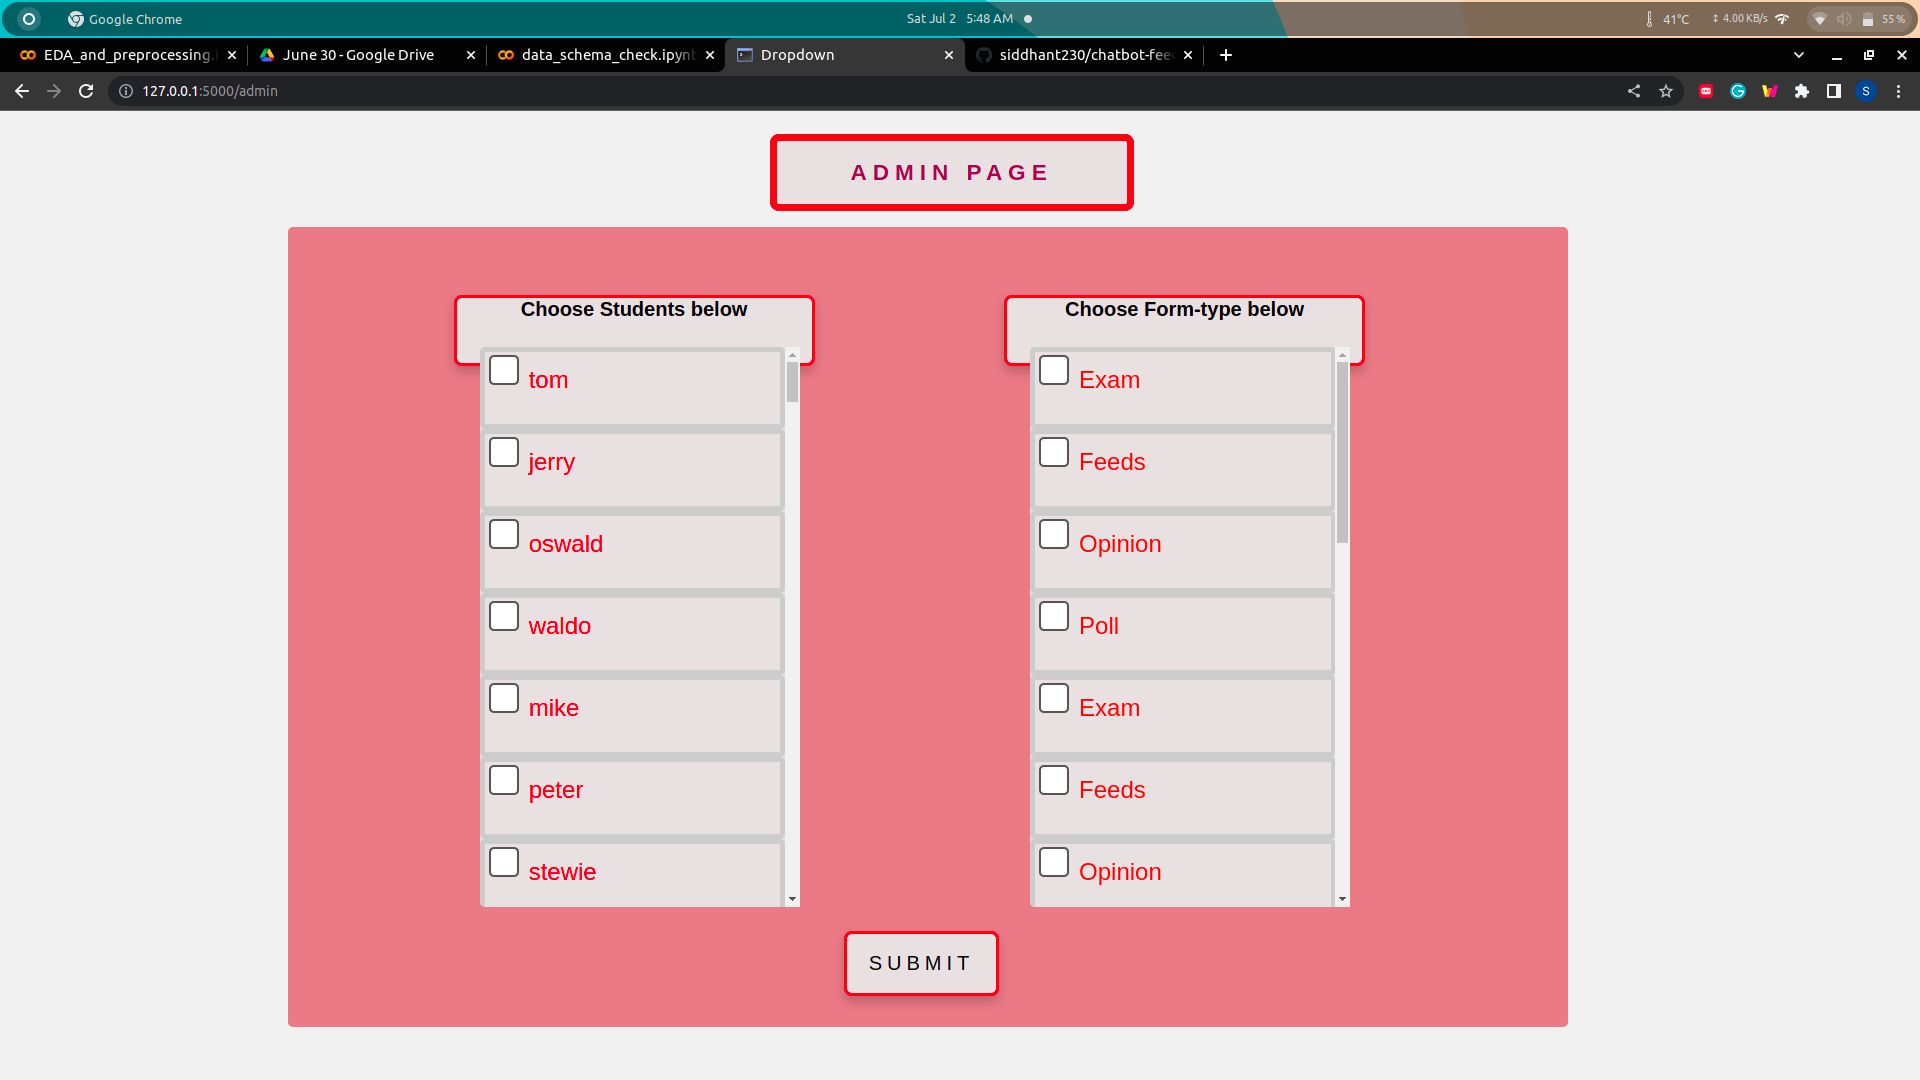 Google Chrome
Sat Jul 2 5:48 AM
41°C
4.00 KB/s
55 %
EDA_and_preprocessing.i
June 30 - Google Drive
data_schema_check.ipynb
Dropdown
siddhant230/chatbot-feed
127.0.0.1:5000/admin
S
ADMIN PAGE
Choose Students below
tom
jerry
oswald
waldo
mike
peter
stewie
Choose Form-type below
Exam
Feeds
Opinion
Poll
Exam
Feeds
Opinion
SUBMIT